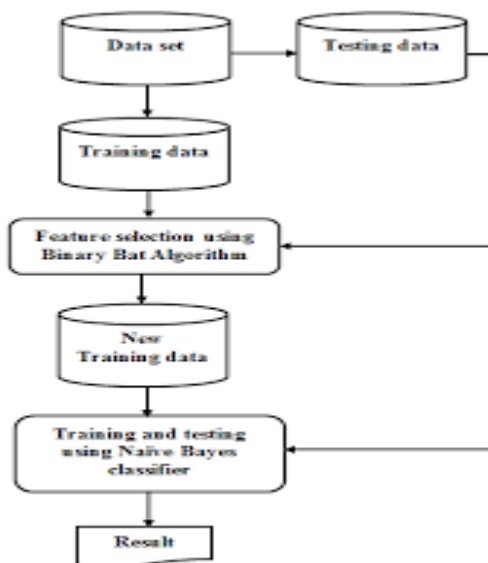 Data set
Testing data
Training data
Feature selection using
Binary Bat Algorithm
New
Training data
Training and testing
using Naïve Bayes
classifier
Result